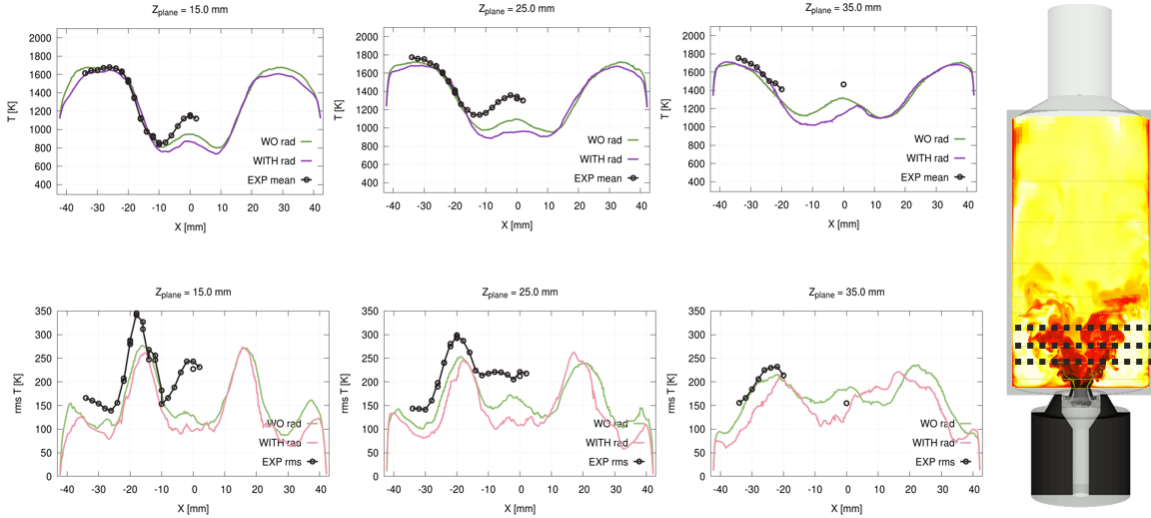 Z_plane = 15.0 mm
Z_plane = 25.0 mm
Z_plane = 35.0 mm
T [K]
2000
1800
1600
1400
1200
1000
800
600
400
WO rad
WITH rad
EXP mean
-40 -30 -20 -10 0 10 20 30 40
X [mm]
T [K]
2000
1800
1600
1400
1200
1000
800
600
400
WO rad
WITH rad
EXP mean
-40 -30 -20 -10 0 10 20 30 40
X [mm]
T [K]
2000
1800
1600
1400
1200
1000
800
600
400
WO rad
WITH rad
EXP mean
-40 -30 -20 -10 0 10 20 30 40
X [mm]
Z_plane = 15.0 mm
Z_plane = 25.0 mm
Z_plane = 35.0 mm
rms T [K]
350
300
250
200
150
100
50
0
WO rad
WITH rad
EXP rms
-40 -30 -20 -10 0 10 20 30 40
X [mm]
rms T [K]
350
300
250
200
150
100
50
0
WO rad
WITH rad
EXP rms
-40 -30 -20 -10 0 10 20 30 40
X [mm]
rms T [K]
350
300
250
200
150
100
50
0
WO rad
WITH rad
EXP rms
-40 -30 -20 -10 0 10 20 30 40
X [mm]